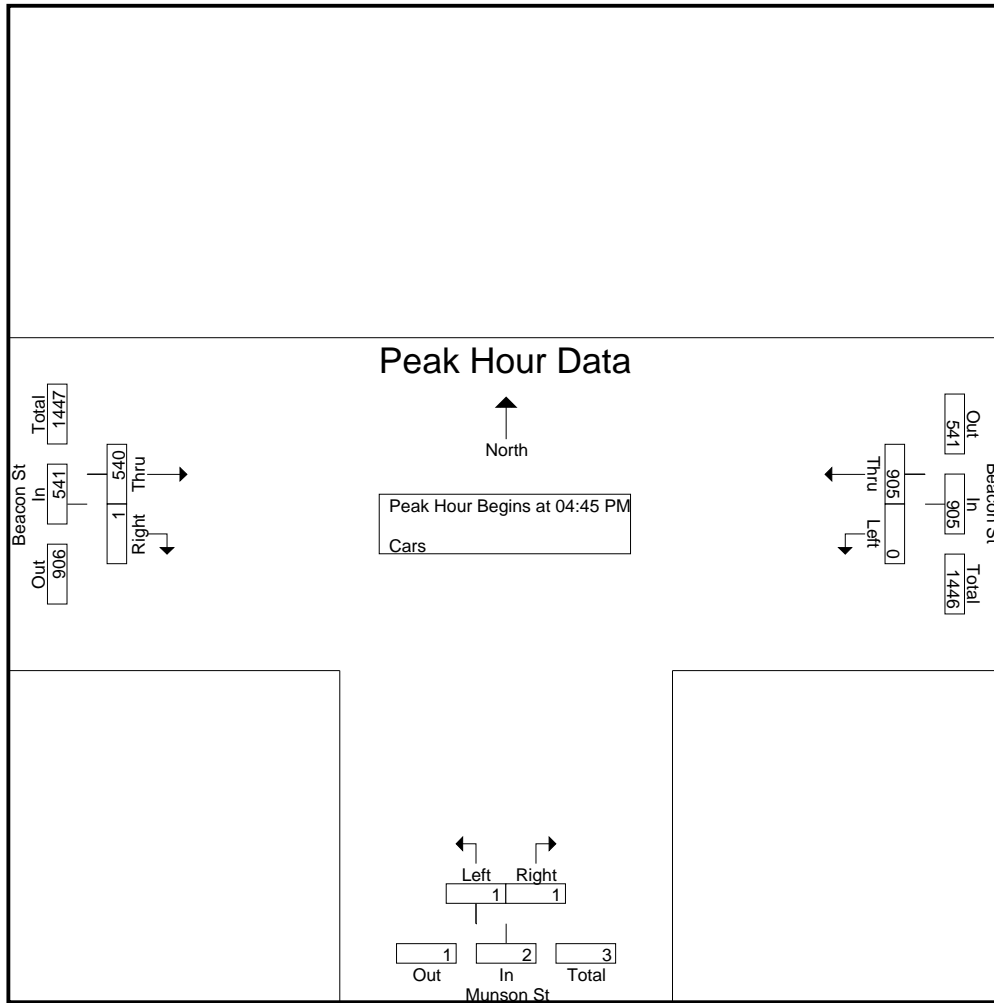 Peak Hour Data
North
Peak Hour Begins at 04:45 PM
Cars
Beacon St
Out
In
Total
906
541
1447
Right
Thru
1
540
Beacon St
Out
In
Total
541
905
1446
Thru
Left
905
0
Left Right
1 1
1 2 3
Out In Total
Munson St